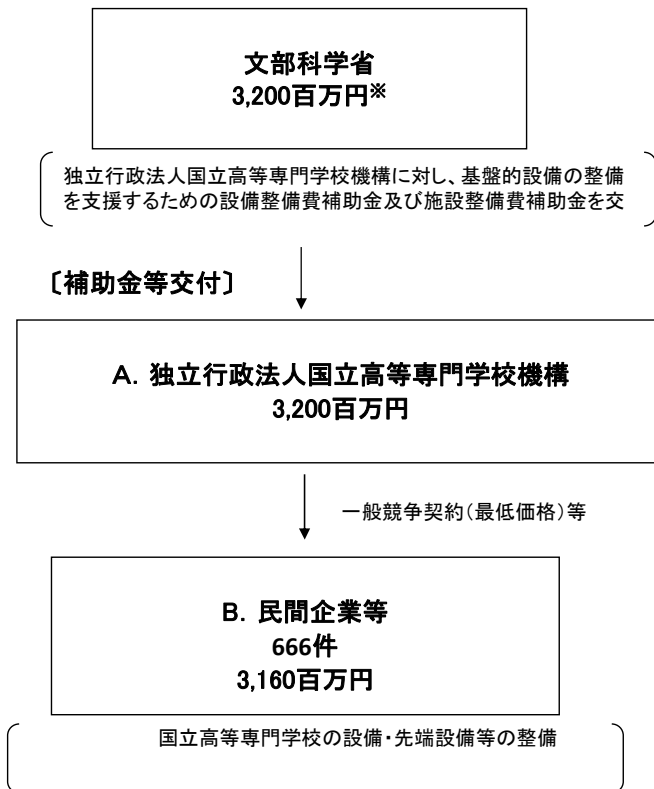 文部科学省
3,200百万円※
独立行政法人国立高等専門学校機構に対し、基盤的設備の整備
を支援するための設備整備費補助金及び施設整備費補助金を交
〔補助金等交付〕
A. 独立行政法人国立高等専門学校機構
3,200百万円
一般競争契約(最低価格)等
B. 民間企業等
666件
3,160百万円
国立高等専門学校の設備・先端設備等の整備